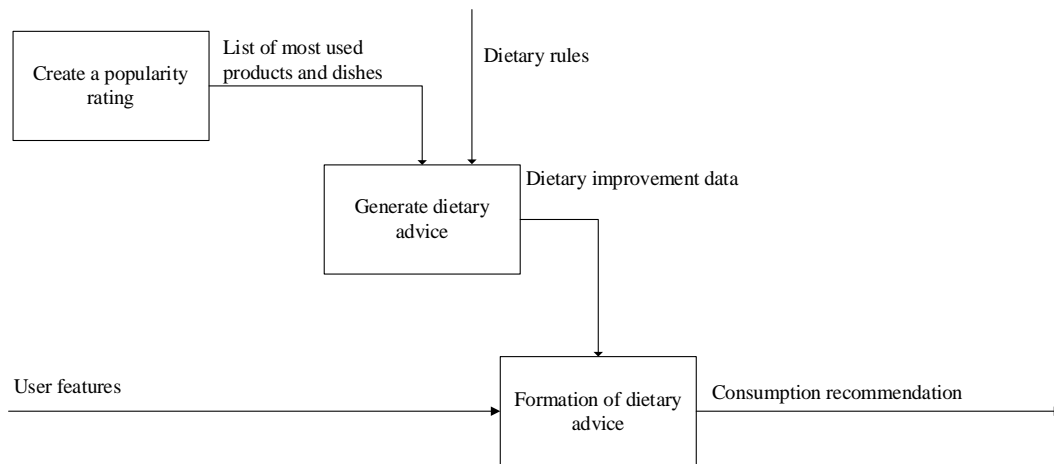 List of most used
products and dishes
Dietary rules
Create a popularity
rating
Dietary improvement data
Generate dietary
advice
User features
Formation of dietary
advice
Consumption recommendation